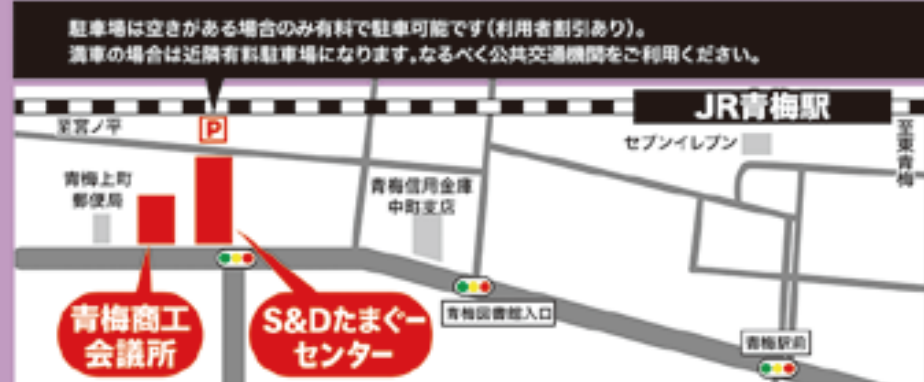 駐車場は空きがある場合のみ有料で駐車可能です(利用者割引あり)。
満車の場合は近隣有料駐車場になります。なるべく公共交通機関をご利用ください。
JR青梅駅
至宮ノ平
P
セブンイレブン
至東青梅
青梅上町
郵便局
青梅信用金庫
中町支店
青梅商工
会議所
S&Dたまぐー
センター
青梅図書館入口
青梅駅前